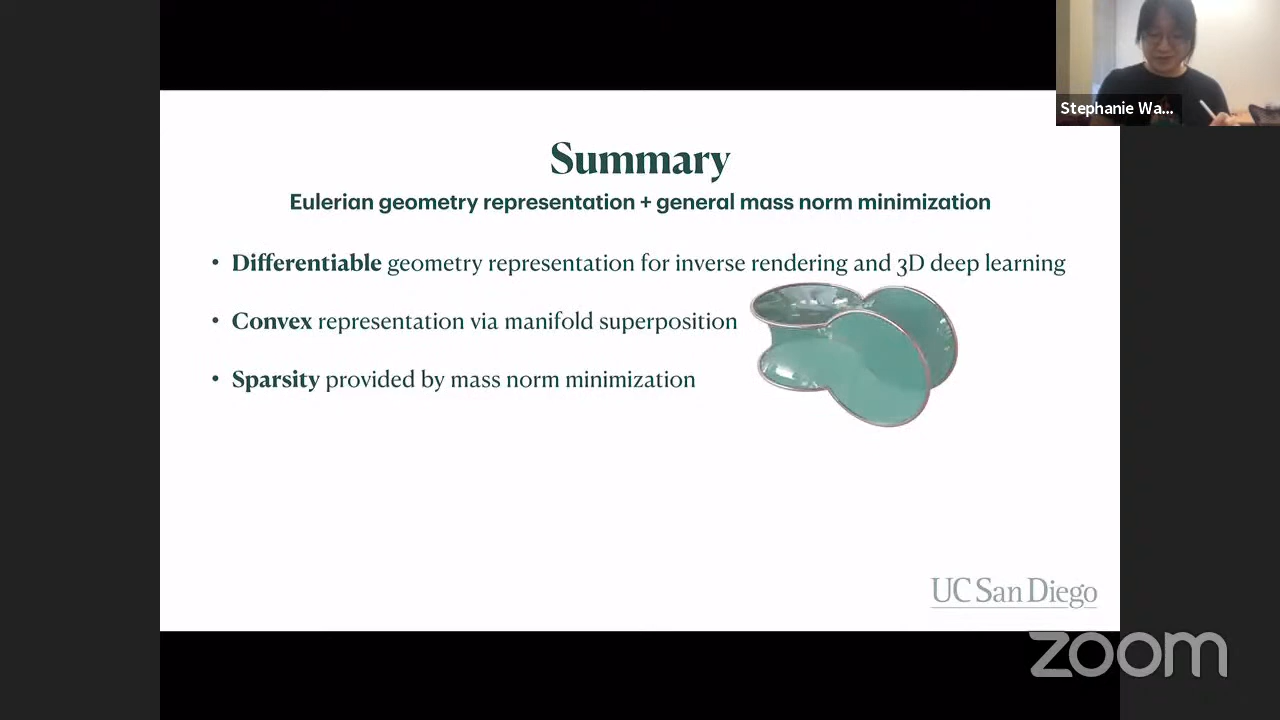 Stephanie Wa...
Summary
Eulerian geometry representation + general mass norm minimization
• Differentiable geometry representation for inverse rendering and 3D deep learning
• Convex representation via manifold superposition
• Sparsity provided by mass norm minimization
UC San Diego
zoom